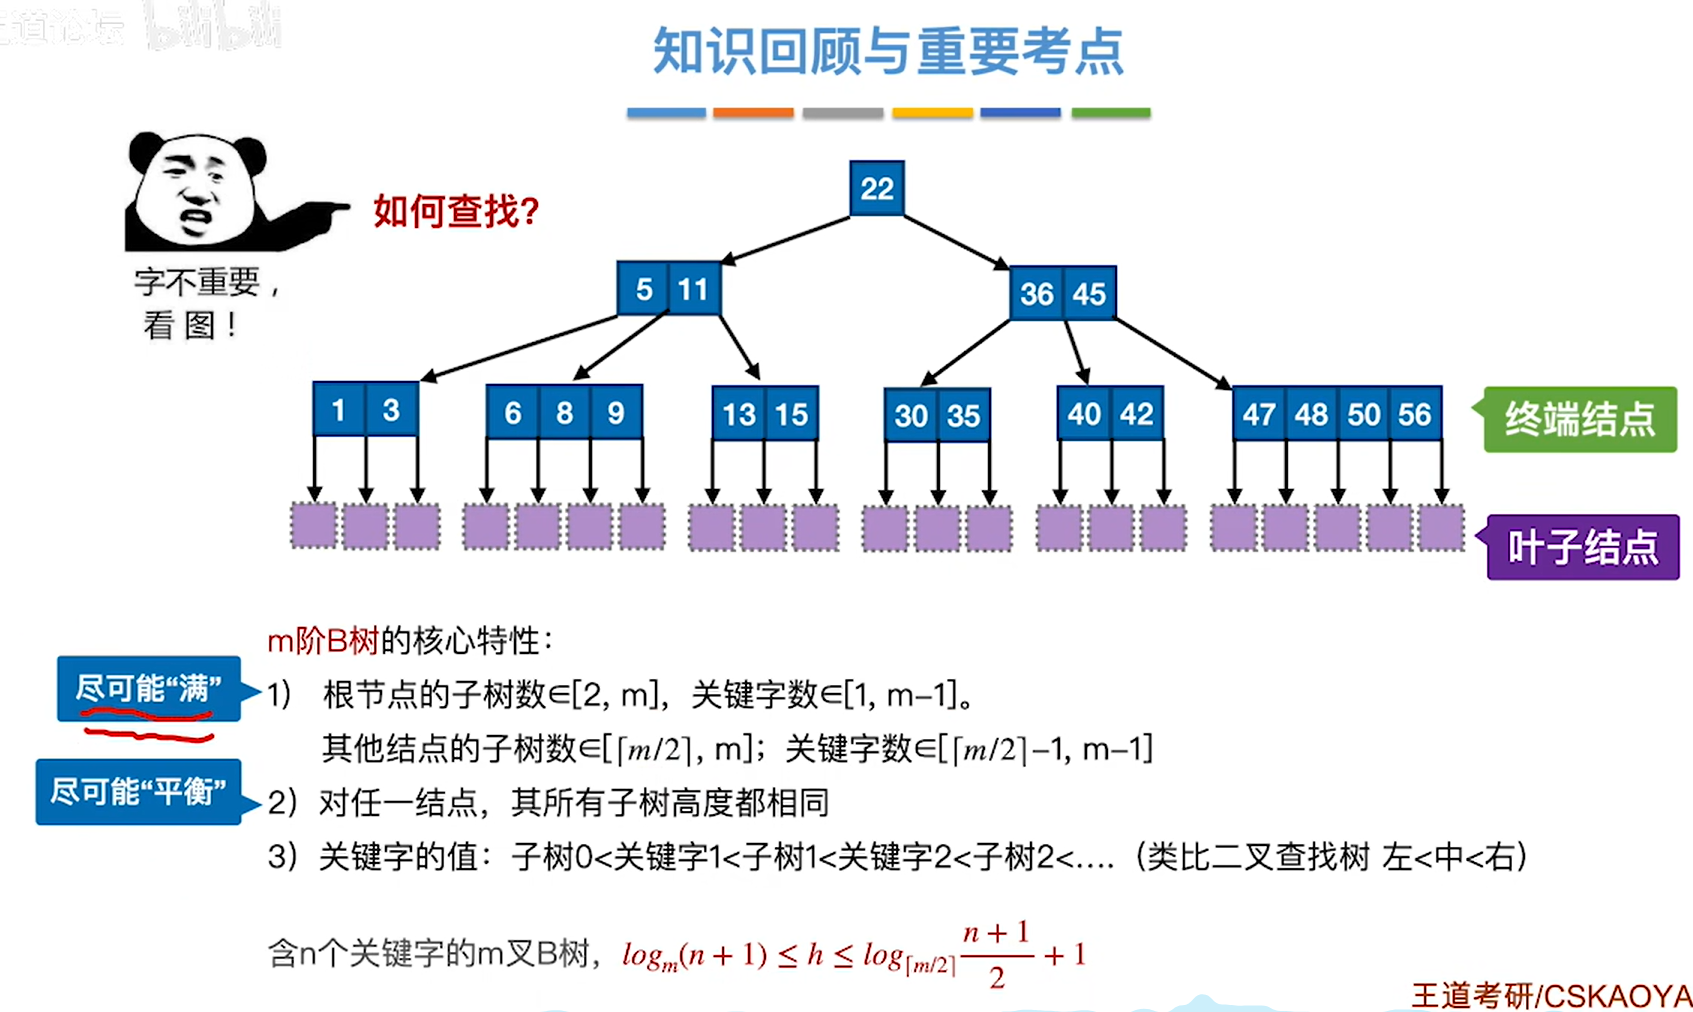 王道论坛 bilibili
知识回顾与重要考点
如何查找?
字不重要，
看图！
22
5 11
36 45
1 3
6 8 9
13 15
30 35
40 42
47 48 50 56
终端结点
叶子结点
m阶B树的核心特性：
尽可能“满”
1） 根节点的子树数∈[2, m]，关键字数∈[1, m–1]。
其他结点的子树数∈[⌈m/2⌉, m]；关键字数∈[⌈m/2⌉–1, m–1]
尽可能“平衡”
2）对任一结点，其所有子树高度都相同
3）关键字的值：子树0<关键字1<子树1<关键字2<子树2<....（类比二叉查找树 左<中<右）
含n个关键字的m叉B树，log_m(n + 1) ≤ h ≤ log_⌈m/2⌉ (n + 1)/2 + 1
王道考研/CSKAOYA